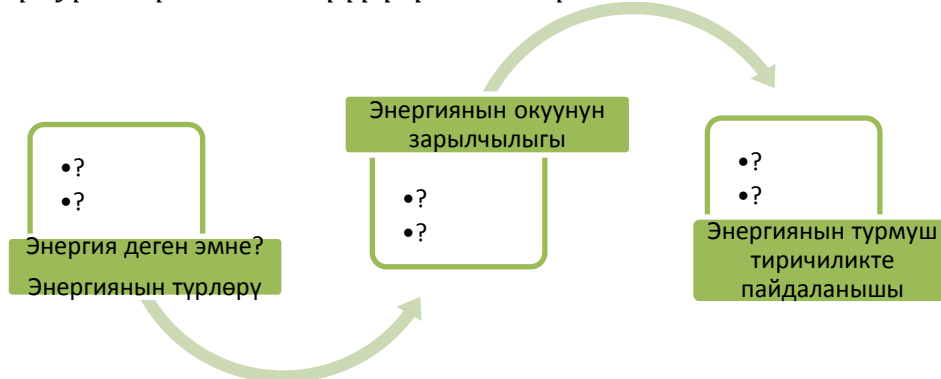 •?
•?
Энергия деген эмне?
Энергиянын түрлөрү
Энергиянын окуунун
зарылчылыгы
•?
•?
•?
•?
Энергиянын турмуш
тиричиликте
пайдаланышы